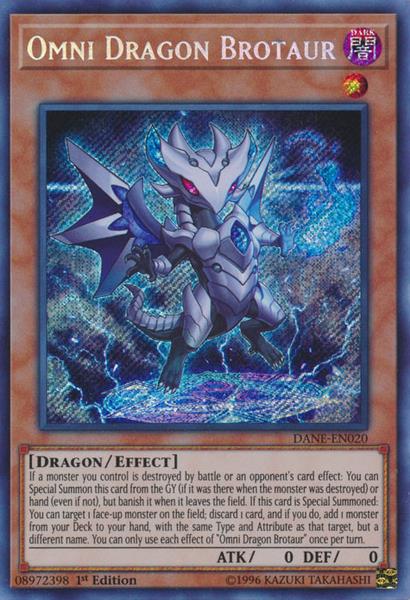 OMNI DRAGON BROTAUR
DARK
闇
DANE-EN020
[DRAGON/EFFECT]
If a monster you control is destroyed by battle or an opponent's card effect: You can
Special Summon this card from the GY (if it was there when the monster was destroyed) or
hand (even if not), but banish it when it leaves the field. If this card is Special Summoned:
You can target 1 face-up monster on the field; discard 1 card, and if you do, add 1 monster
from your Deck to your hand, with the same Type and Attribute as that target, but a
different name. You can only use each effect of "Omni Dragon Brotaur" once per turn.
ATK/ 0 DEF/ 0
08972398 1st Edition ©1996 KAZUKI TAKAHASHI